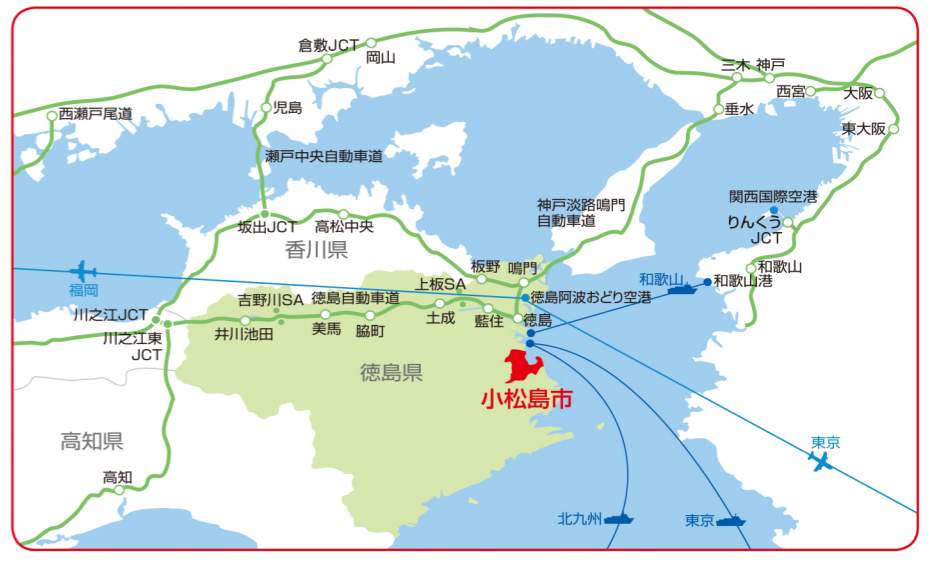 倉敷JCT
岡山
三木
神戸
西宮
大阪
西瀬戸尾道
児島
垂水
東大阪
瀬戸中央自動車道
関西国際空港
神戸淡路鳴門
自動車道
りんくう
JCT
坂出JCT
高松中央
香川県
和歌山
板野
鳴門
和歌山
和歌山港
福岡
上板SA
吉野川SA
徳島自動車道
徳島阿波おどり空港
川之江JCT
井川池田
美馬
脇町
土成
藍住
徳島
川之江東
JCT
徳島県
小松島市
高知県
東京
高知
北九州
東京